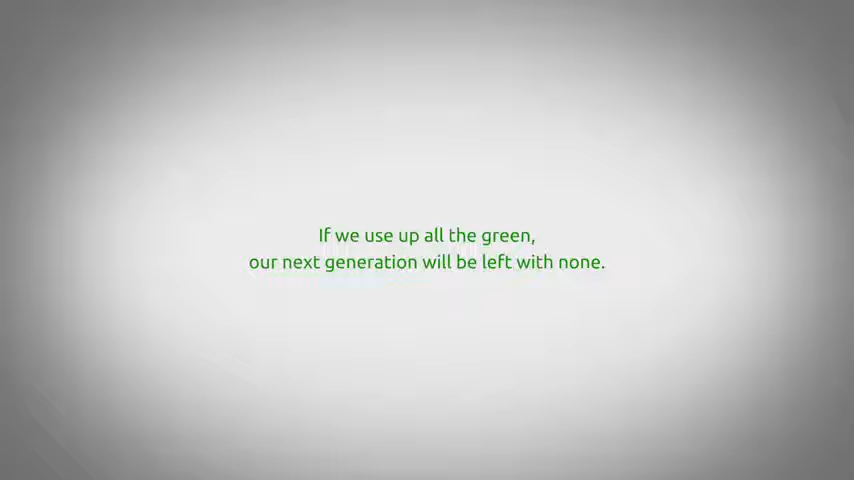 If we use up all the green,
our next generation will be left with none.